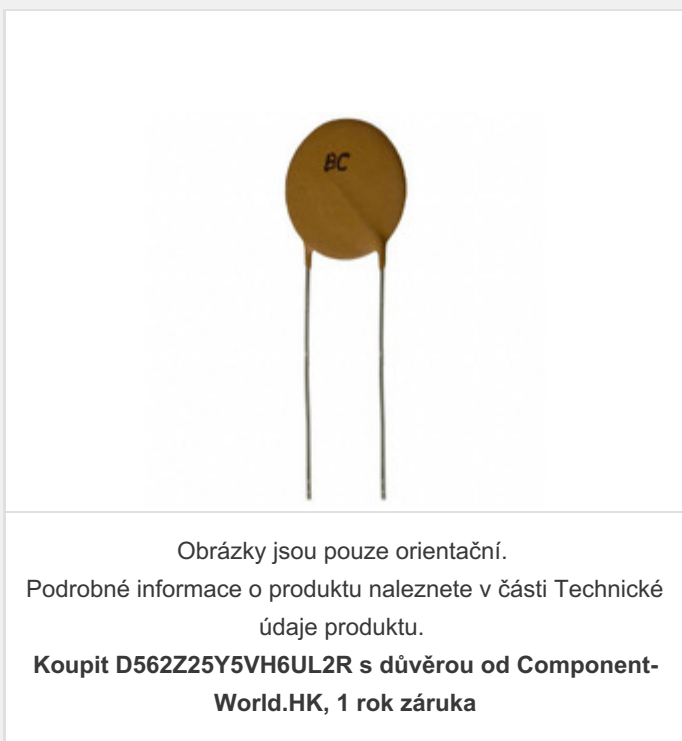 BC
Obrázky jsou pouze orientační.
Podrobné informace o produktu naleznete v části Technické
údaje produktu.
Koupit D562Z25Y5VH6UL2R s důvěrou od Component-
World.HK, 1 rok záruka